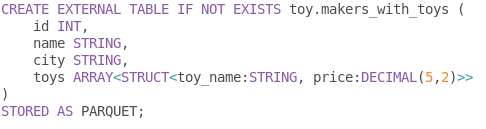 CREATE EXTERNAL TABLE IF NOT EXISTS toy.makers_with_toys (
    id INT,
    name STRING,
    city STRING,
    toys ARRAY<STRUCT<toy_name:STRING, price:DECIMAL(5,2)>>
)
STORED AS PARQUET;